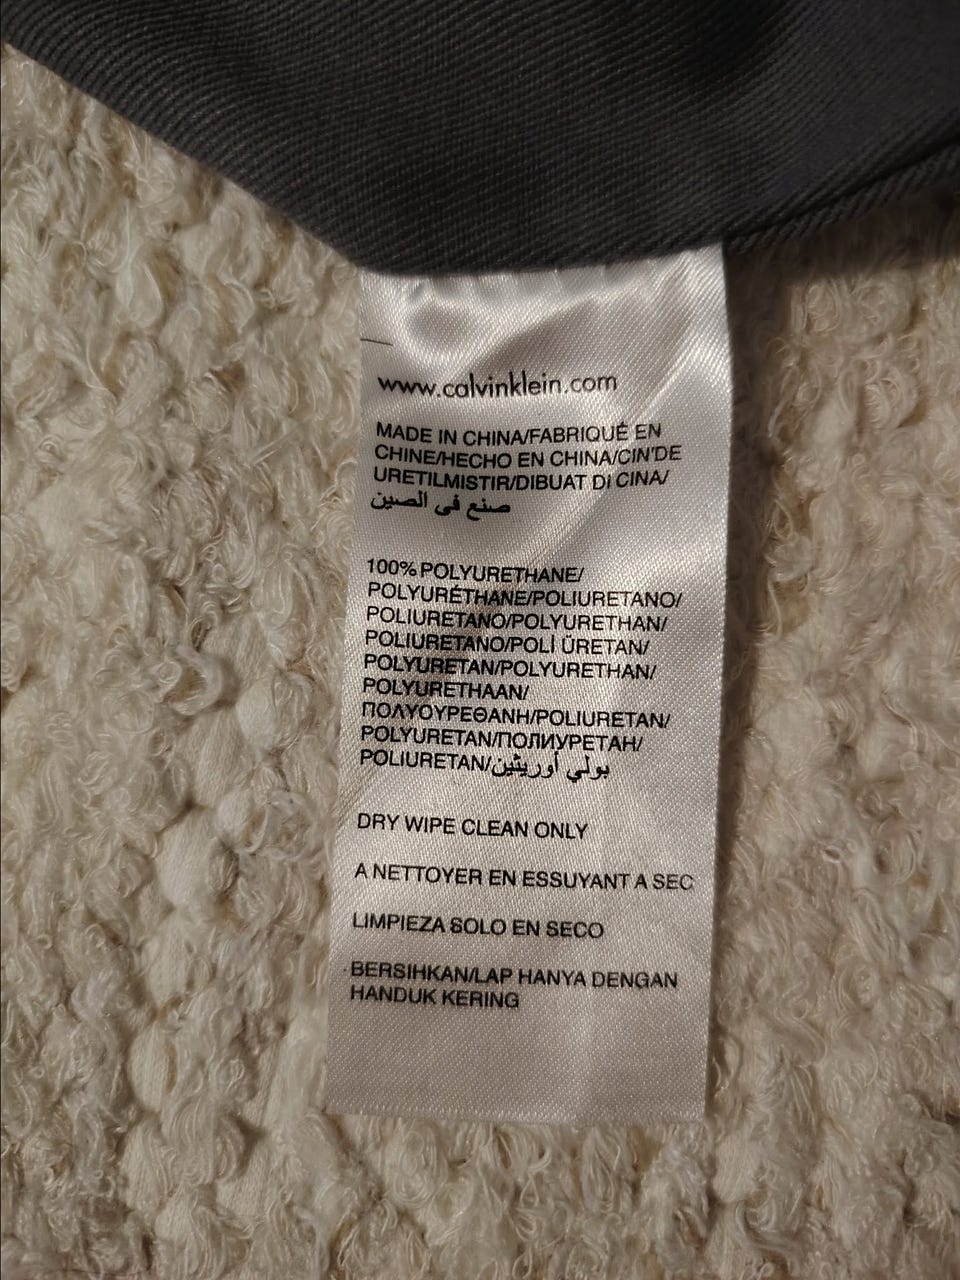 www.calvinklein.com
MADE IN CHINA/FABRIQUÉ EN
CHINE/HECHO EN CHINA/CIN'DE
URETILMISTIR/DIBUAT DI CINA/
صنع في الصين
100% POLYURETHANE/
POLYURÉTHANE/POLIURETANO/
POLIURETANO/POLYURETHAN/
POLIURETANO/POLİ ÜRETAN/
POLYURETAN/POLYURETHAN/
POLYURETHAAN/
ΠΟΛΥΟΥΡΕΘΑΝΗ/POLIURETAN/
POLYURETAN/ПОЛИУРЕТАН/
POLIURETAN/بولي أوريثين
DRY WIPE CLEAN ONLY
A NETTOYER EN ESSUYANT A SEC
LIMPIEZA SOLO EN SECO
BERSIHKAN/LAP HANYA DENGAN
HANDUK KERING